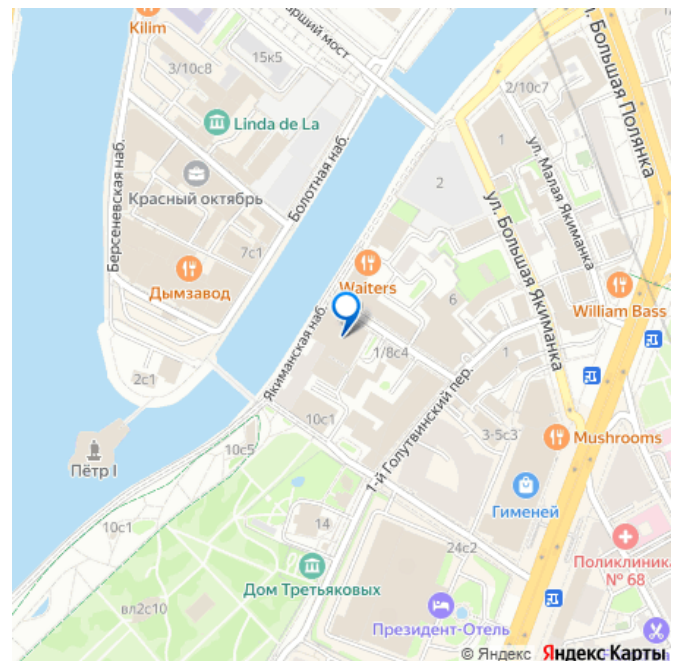 Kilim
арший мост
15к5
3/10с8
Linda de La
Берсеневская наб.
Красный октябрь
Болотная наб.
7с1
Дымзавод
2с1
Пётр I
ул. Большая Полянка
2/10с7
1
ул. Малая Якиманка
2
ул. Большая Якиманка
Waiters
6
William Bass
Якиманская наб.
1/8с4
1
10с1
1-й Голутвинский пер.
3-5с3
Mushrooms
10с5
Гименей
10с1
14
24с2
Поликлиника
№ 68
Дом Третьяковых
вл2с10
Президент-Отель
© Яндекс Яндекс Карты